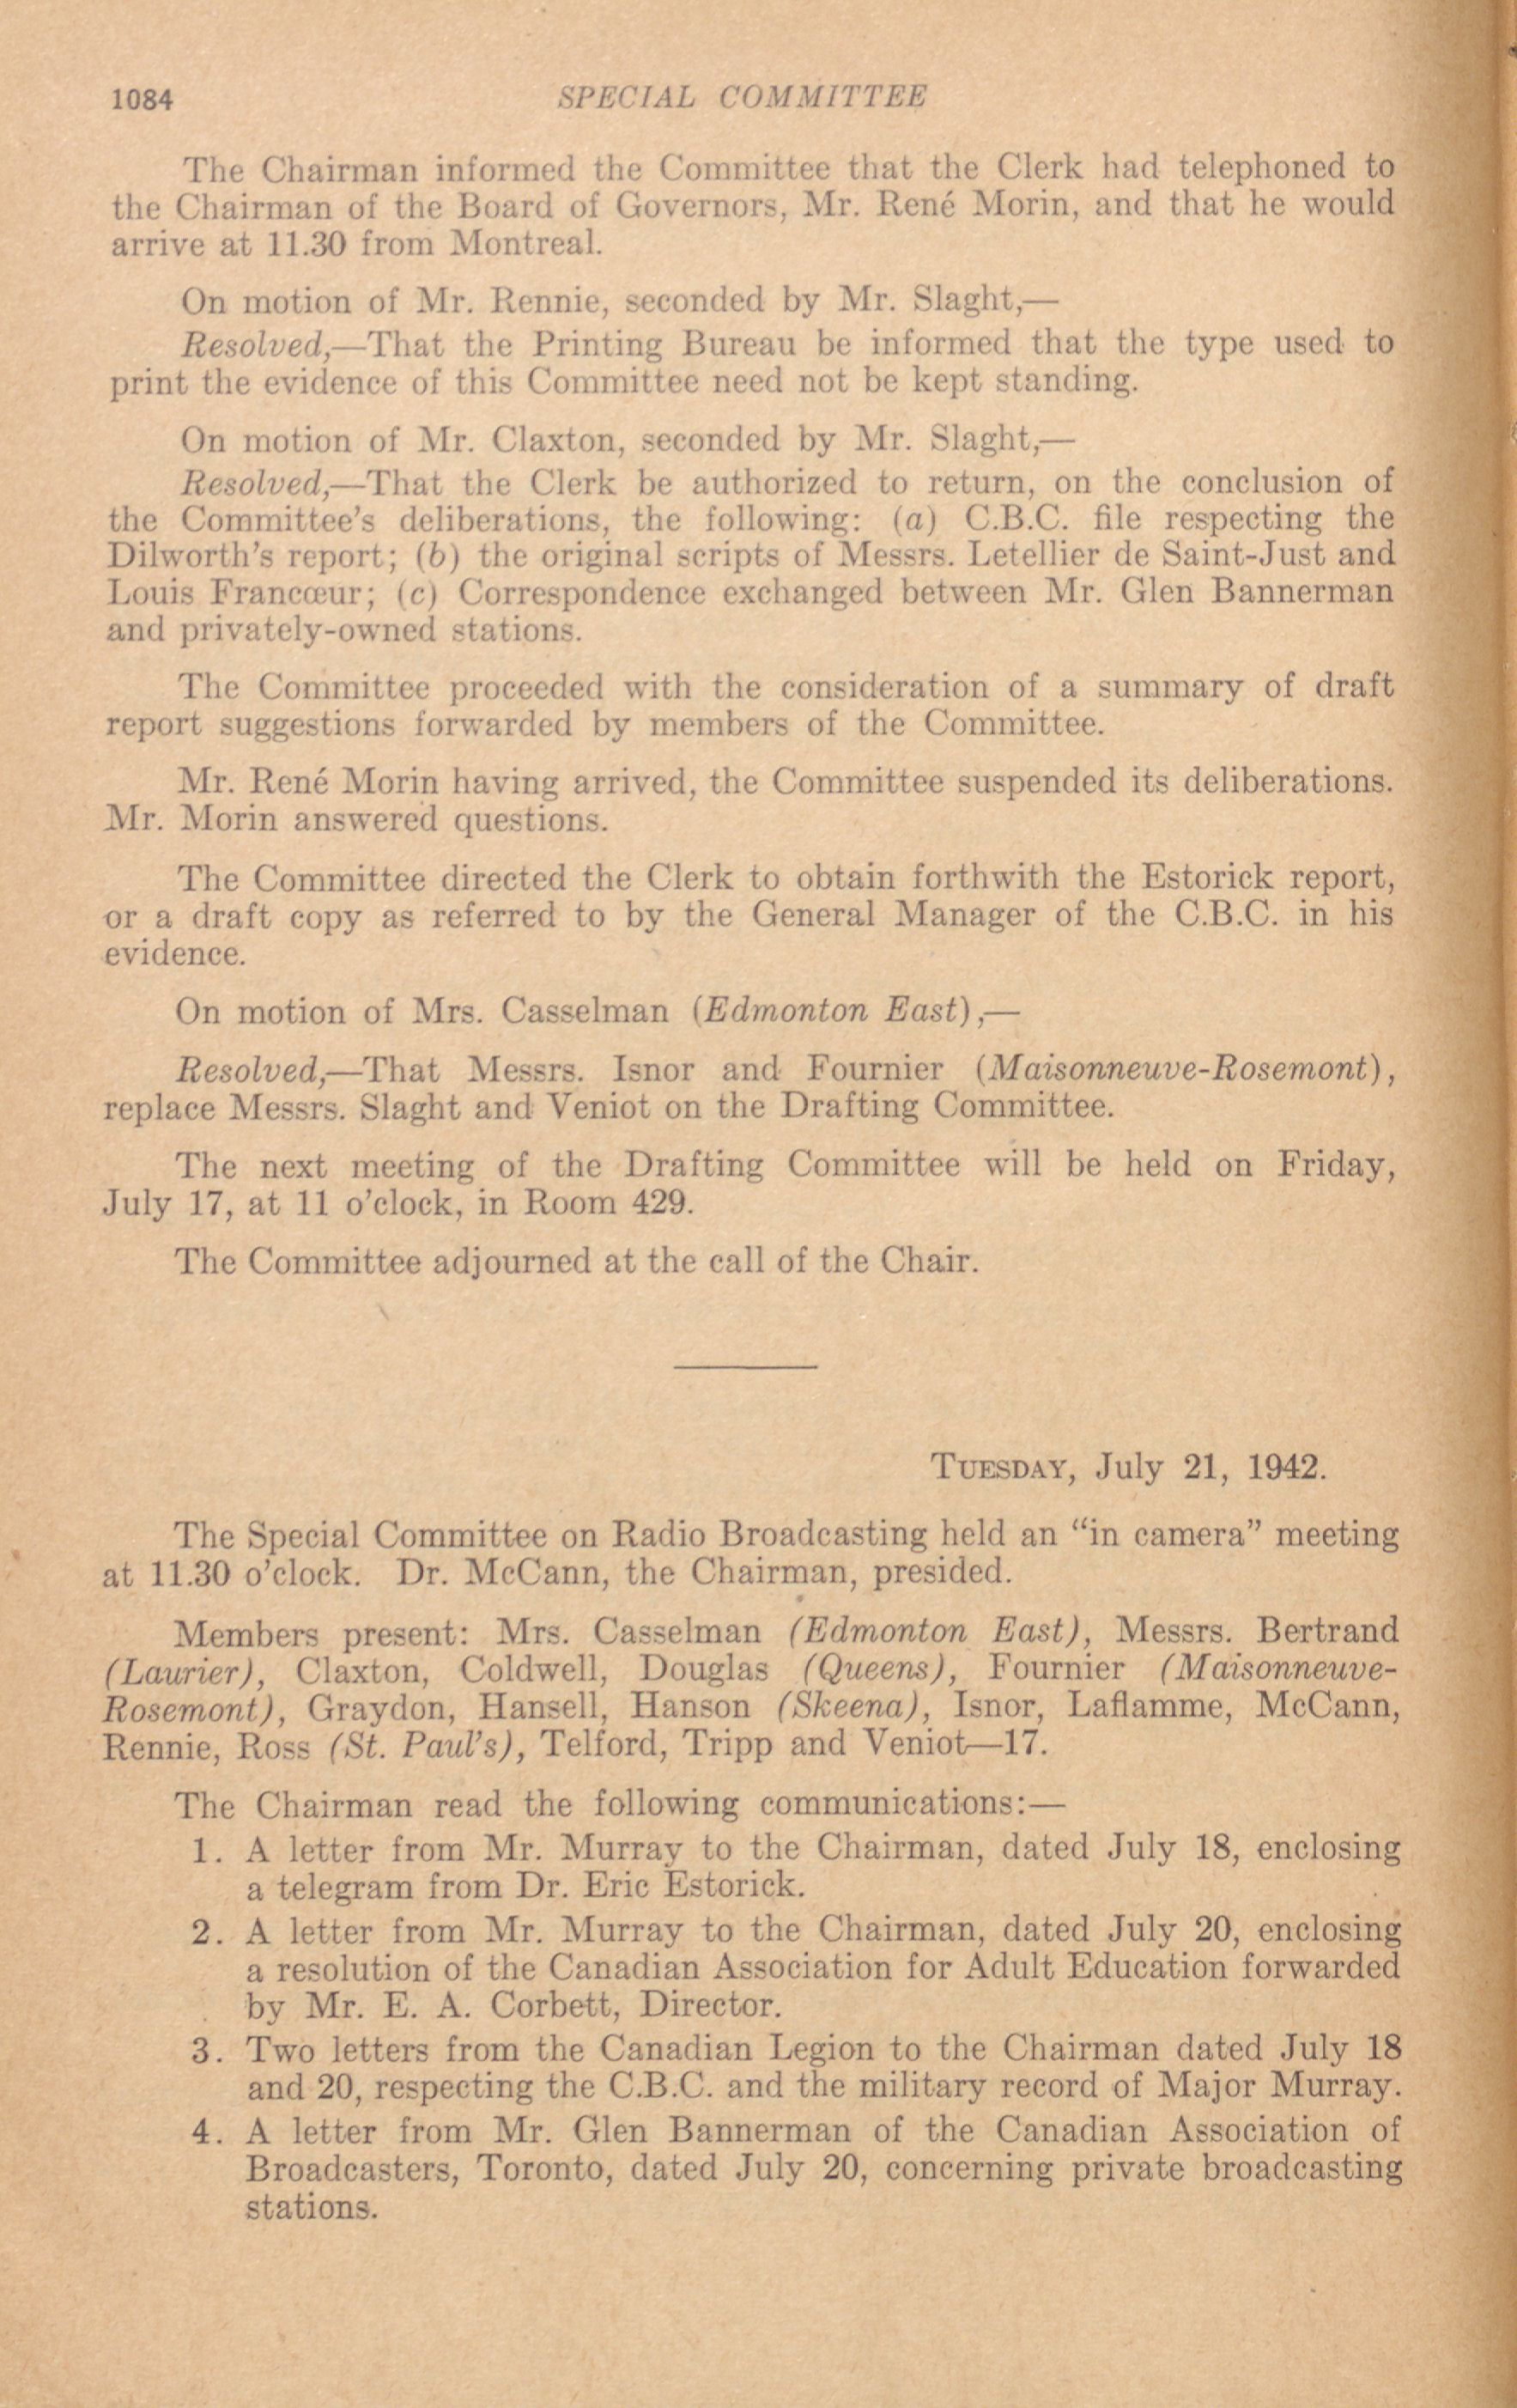 1084 SPECIAL COMMITTEE
The Chairman informed the Committee that the Clerk had telephoned to
the Chairman of the Board of Governors, Mr. René Morin, and that he would
arrive at 11.30 from Montreal.
On motion of Mr. Rennie, seconded by Mr. Slaght,—
Resolved,—That the Printing Bureau be informed that the type used to
print the evidence of this Committee need not be kept standing.
On motion of Mr. Claxton, seconded by Mr. Slaght,—
Resolved,—That the Clerk be authorized to return, on the conclusion of
the Committee's deliberations, the following: (a) C.B.C. file respecting the
Dilworth's report; (b) the original scripts of Messrs. Letellier de Saint-Just and
Louis Francœur; (c) Correspondence exchanged between Mr. Glen Bannerman
and privately-owned stations.
The Committee proceeded with the consideration of a summary of draft
report suggestions forwarded by members of the Committee.
Mr. René Morin having arrived, the Committee suspended its deliberations.
Mr. Morin answered questions.
The Committee directed the Clerk to obtain forthwith the Estorick report,
or a draft copy as referred to by the General Manager of the C.B.C. in his
evidence.
On motion of Mrs. Casselman (Edmonton East),—
Resolved,—That Messrs. Isnor and Fournier (Maisonneuve-Rosemont),
replace Messrs. Slaght and Veniot on the Drafting Committee.
The next meeting of the Drafting Committee will be held on Friday,
July 17, at 11 o'clock, in Room 429.
The Committee adjourned at the call of the Chair.
TUESDAY, July 21, 1942.
The Special Committee on Radio Broadcasting held an “in camera” meeting
at 11.30 o'clock. Dr. McCann, the Chairman, presided.
Members present: Mrs. Casselman (Edmonton East), Messrs. Bertrand
(Laurier), Claxton, Coldwell, Douglas (Queens), Fournier (Maisonneuve-
Rosemont), Graydon, Hansell, Hanson (Skeena), Isnor, Laflamme, McCann,
Rennie, Ross (St. Paul's), Telford, Tripp and Veniot—17.
The Chairman read the following communications:—
1. A letter from Mr. Murray to the Chairman, dated July 18, enclosing
a telegram from Dr. Eric Estorick.
2. A letter from Mr. Murray to the Chairman, dated July 20, enclosing
a resolution of the Canadian Association for Adult Education forwarded
by Mr. E. A. Corbett, Director.
3. Two letters from the Canadian Legion to the Chairman dated July 18
and 20, respecting the C.B.C. and the military record of Major Murray.
4. A letter from Mr. Glen Bannerman of the Canadian Association of
Broadcasters, Toronto, dated July 20, concerning private broadcasting
stations.